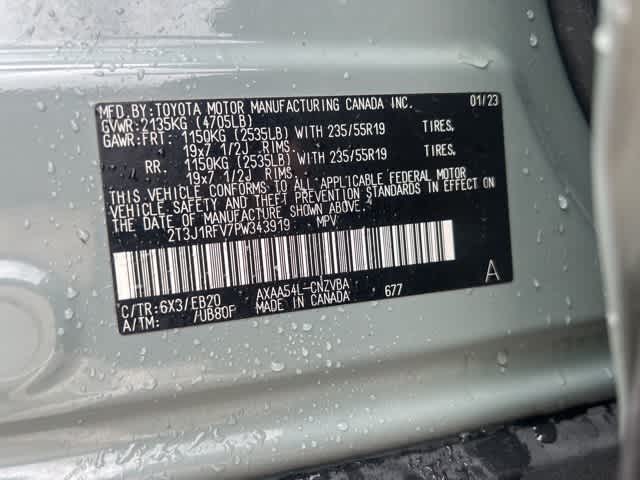 MFD. BY: TOYOTA MOTOR MANUFACTURING CANADA INC. 01/23
GVWR: 2135KG (4705LB)
GAWR: FRT. 1150KG (2535LB) WITH 235/55R19 TIRES,
19x7 1/2J RIMS
RR. 1150KG (2535LB) WITH 235/55R19 TIRES,
19x7 1/2J RIMS
THIS VEHICLE CONFORMS TO ALL APPLICABLE FEDERAL MOTOR
VEHICLE SAFETY AND THEFT PREVENTION STANDARDS IN EFFECT ON
THE DATE OF MANUFACTURE SHOWN ABOVE.
2T3J1RFV7PW343919 MPV
C/TR: 6X3/EB20 AXAA54L-CNZVBA 677 A
A/TM: /UB80F MADE IN CANADA